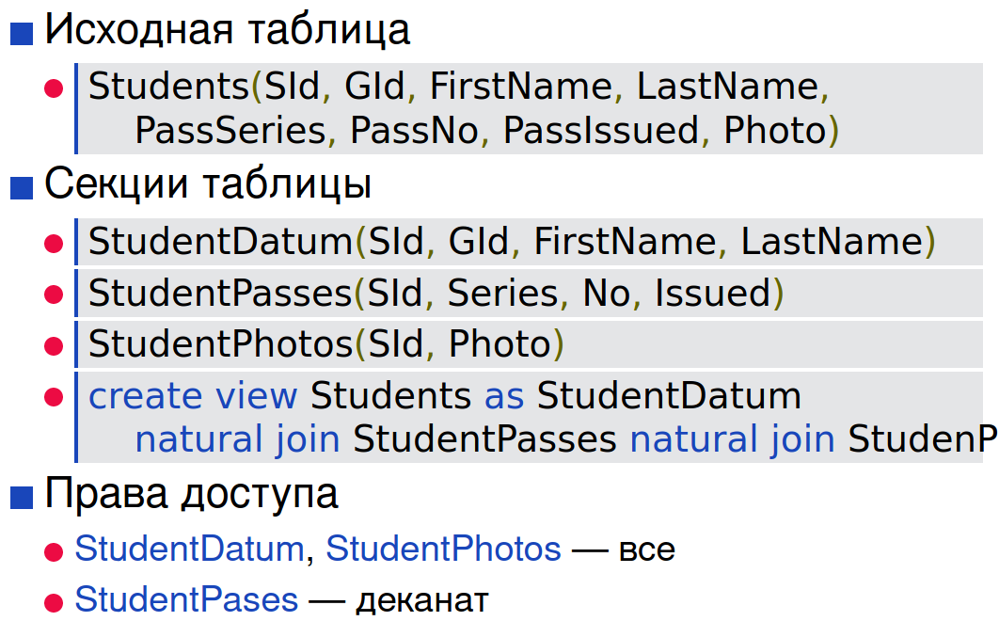 Исходная таблица
Students(SId, GId, FirstName, LastName,
PassSeries, PassNo, PassIssued, Photo)
Секции таблицы
StudentDatum(SId, GId, FirstName, LastName)
StudentPasses(SId, Series, No, Issued)
StudentPhotos(SId, Photo)
create view Students as StudentDatum
natural join StudentPasses natural join StudenP
Права доступа
StudentDatum, StudentPhotos — все
StudentPases — деканат